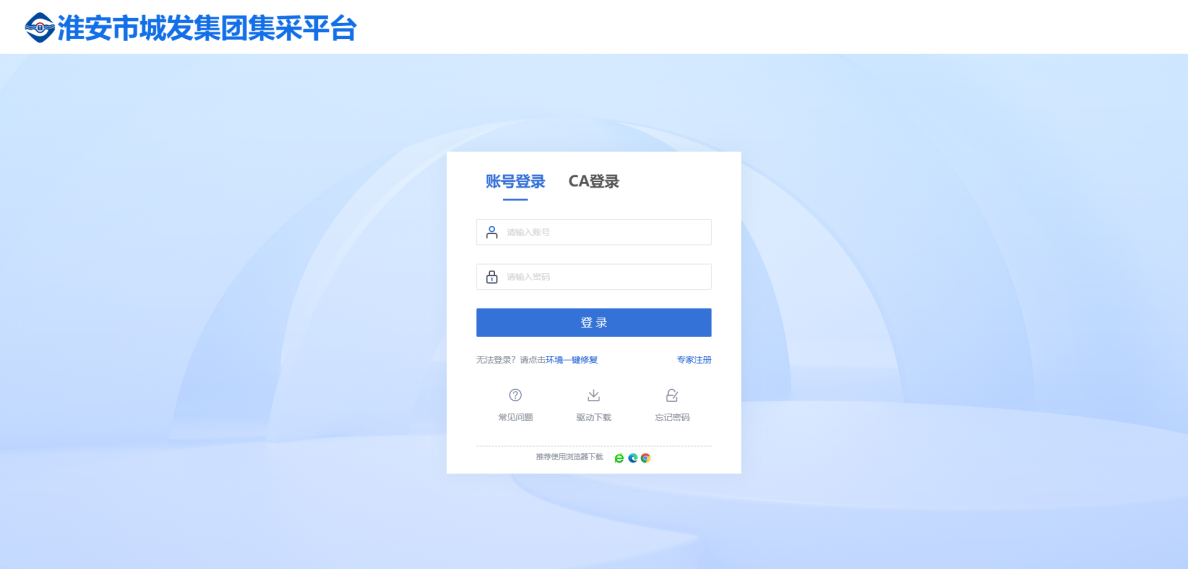 淮安市城发集团集采平台
账号登录 CA登录
请输入账号
请输入密码
登 录
无法登录？请点击环境一键修复 专家注册
常见问题 驱动下载 忘记密码
推荐使用浏览器下载